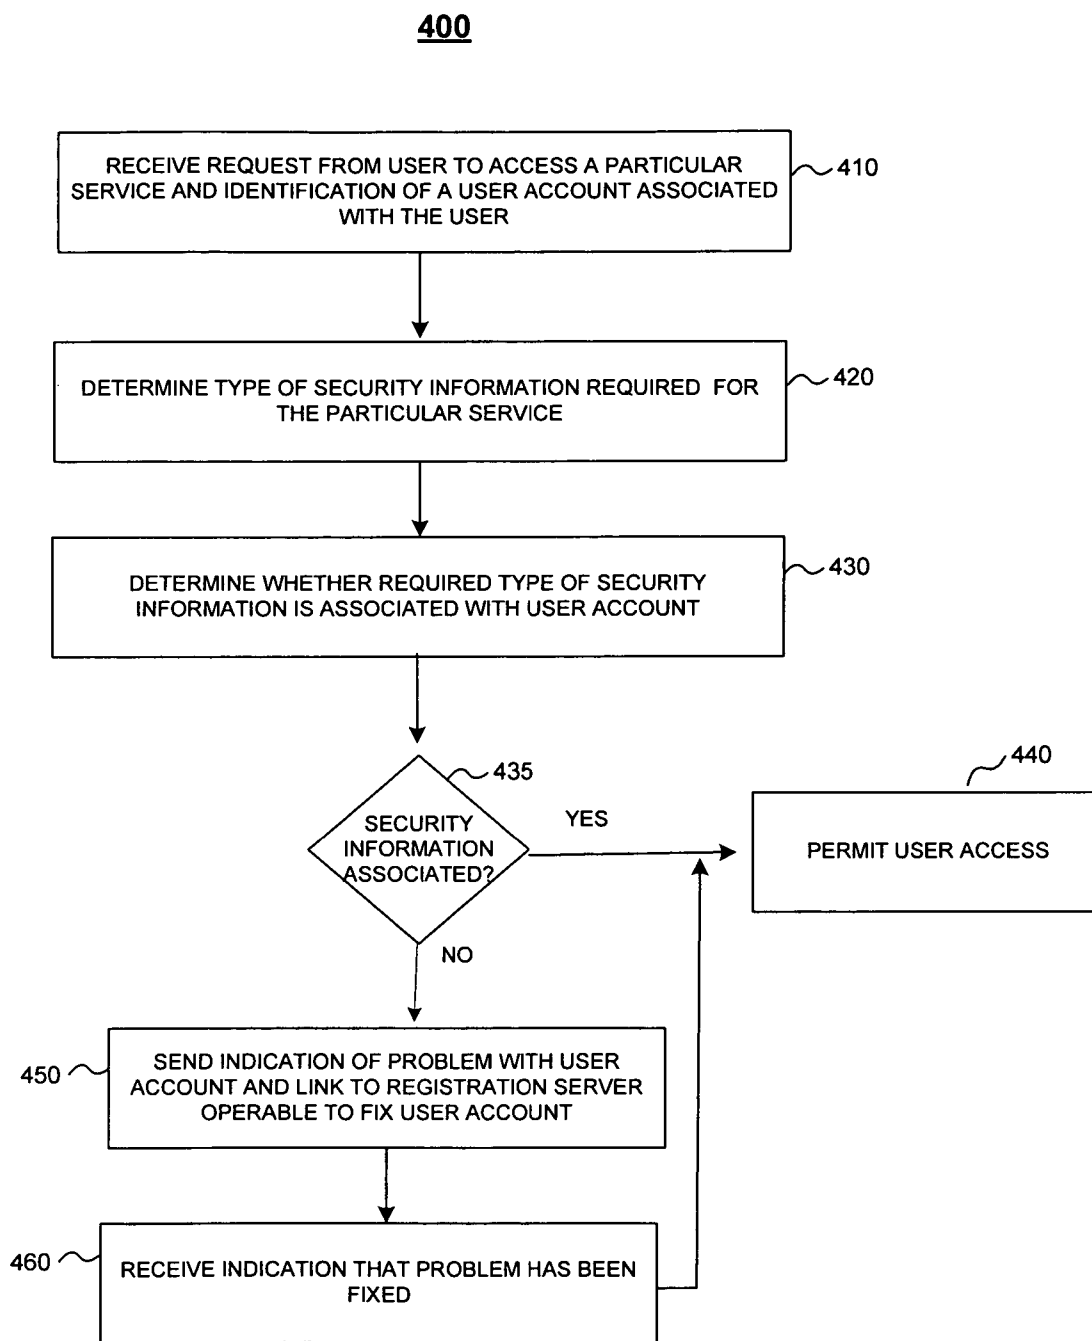 400
RECEIVE REQUEST FROM USER TO ACCESS A PARTICULAR
SERVICE AND IDENTIFICATION OF A USER ACCOUNT ASSOCIATED
WITH THE USER
410
DETERMINE TYPE OF SECURITY INFORMATION REQUIRED FOR
THE PARTICULAR SERVICE
420
DETERMINE WHETHER REQUIRED TYPE OF SECURITY
INFORMATION IS ASSOCIATED WITH USER ACCOUNT
430
435
SECURITY
INFORMATION
ASSOCIATED?
YES
440
PERMIT USER ACCESS
NO
450
SEND INDICATION OF PROBLEM WITH USER
ACCOUNT AND LINK TO REGISTRATION SERVER
OPERABLE TO FIX USER ACCOUNT
460
RECEIVE INDICATION THAT PROBLEM HAS BEEN
FIXED